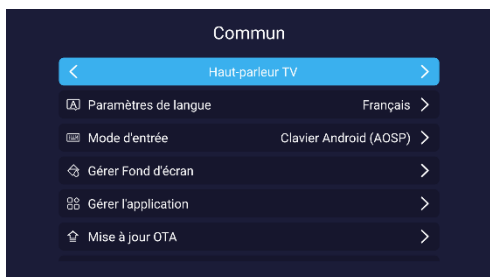 Commun
Haut-parleur TV
Paramètres de langue Français
Mode d'entrée Clavier Android (AOSP)
Gérer Fond d'écran
Gérer l'application
Mise à jour OTA